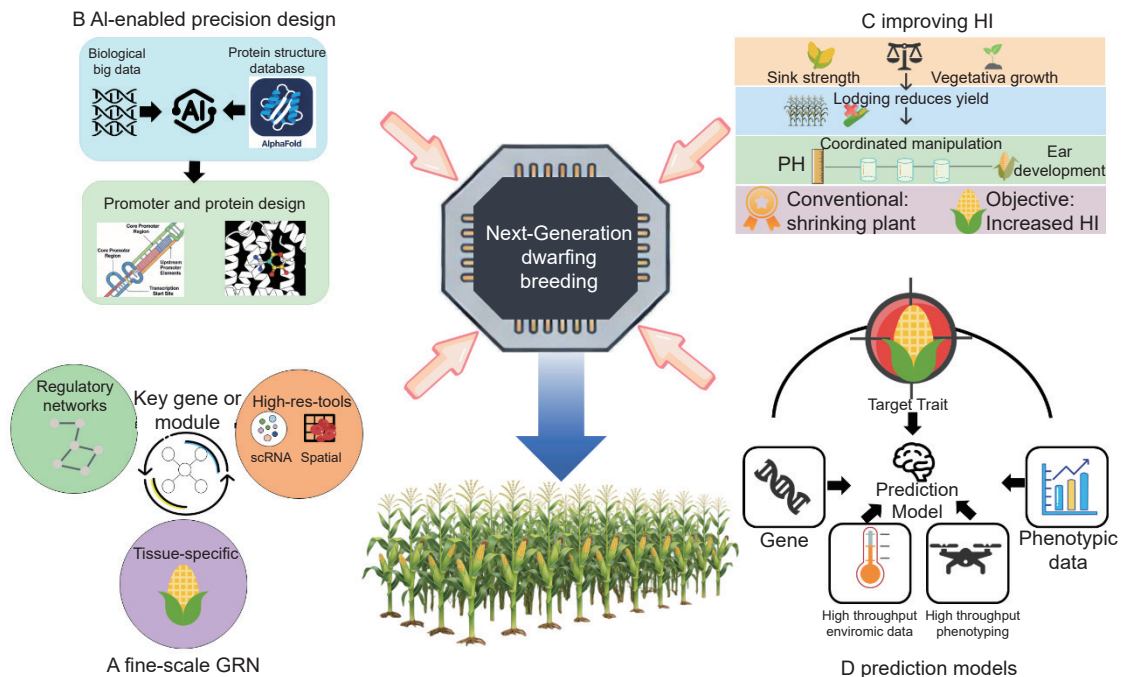 B AI-enabled precision design
Biological
big data
Protein structure
database
AI
AlphaFold
Promoter and protein design
Core Promoter
Region
Core Promoter
Region
Upstream
Promoter
Elements
Transcription
Start Site
C improving HI
Sink strength
Vegetativa growth
Lodging reduces yield
Coordinated manipulation
PH
Ear
development
Conventional:
shrinking plant
Objective:
Increased HI
Next-Generation
dwarfing
breeding
Regulatory
networks
Key gene or
module
High-res-tools
scRNA
Spatial
Tissue-specific
A fine-scale GRN
Target Trait
Prediction
Model
Gene
Phenotypic
data
High throughput
enviromic data
High throughput
phenotyping
D prediction models